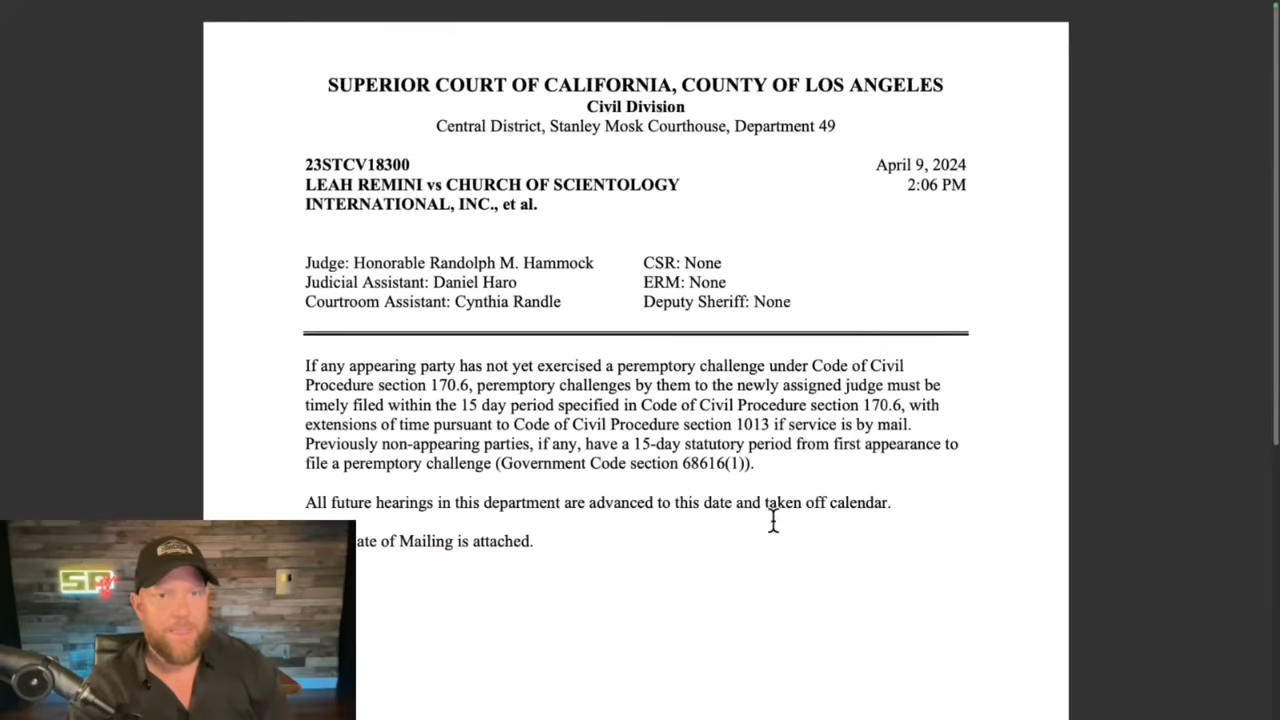 SUPERIOR COURT OF CALIFORNIA, COUNTY OF LOS ANGELES
Civil Division
Central District, Stanley Mosk Courthouse, Department 49
23STCV18300
April 9, 2024
LEAH REMINI vs CHURCH OF SCIENTOLOGY
2:06 PM
INTERNATIONAL, INC., et al.
Judge: Honorable Randolph M. Hammock
CSR: None
Judicial Assistant: Daniel Haro
ERM: None
Courtroom Assistant: Cynthia Randle
Deputy Sheriff: None
If any appearing party has not yet exercised a peremptory challenge under Code of Civil
Procedure section 170.6, peremptory challenges by them to the newly assigned judge must be
timely filed within the 15 day period specified in Code of Civil Procedure section 170.6, with
extensions of time pursuant to Code of Civil Procedure section 1013 if service is by mail.
Previously non-appearing parties, if any, have a 15-day statutory period from first appearance to
file a peremptory challenge (Government Code section 68616(1)).
All future hearings in this department are advanced to this date and taken off calendar.
ate of Mailing is attached.
SP